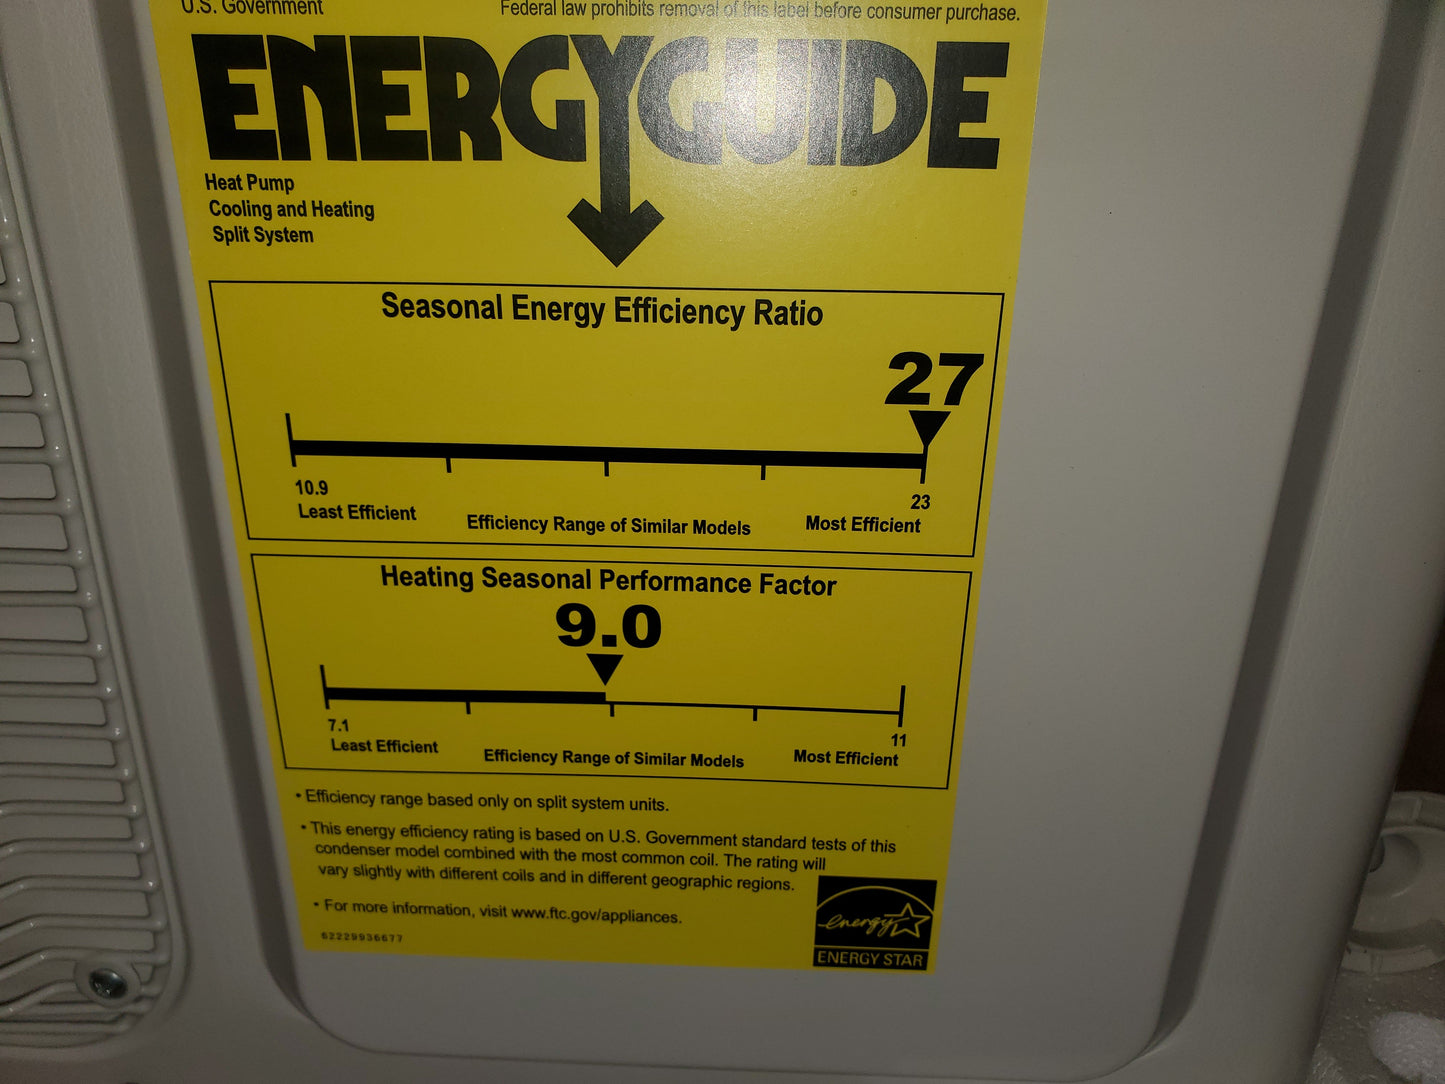 U.S. Government
Federal law prohibits removal of this label before consumer purchase.
ENERGYGUIDE
Heat Pump
Cooling and Heating
Split System
Seasonal Energy Efficiency Ratio
27
10.9
Least Efficient
Efficiency Range of Similar Models
23
Most Efficient
Heating Seasonal Performance Factor
9.0
7.1
Least Efficient
Efficiency Range of Similar Models
11
Most Efficient
• Efficiency range based only on split system units.
• This energy efficiency rating is based on U.S. Government standard tests of this
condenser model combined with the most common coil. The rating will
vary slightly with different coils and in different geographic regions.
• For more information, visit www.ftc.gov/appliances.
62229936677
energy
ENERGY STAR